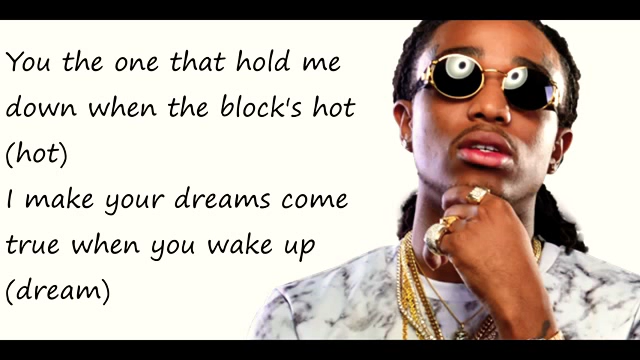 You the one that hold me
down when the block's hot
(hot)
I make your dreams come
true when you wake up
(dream)